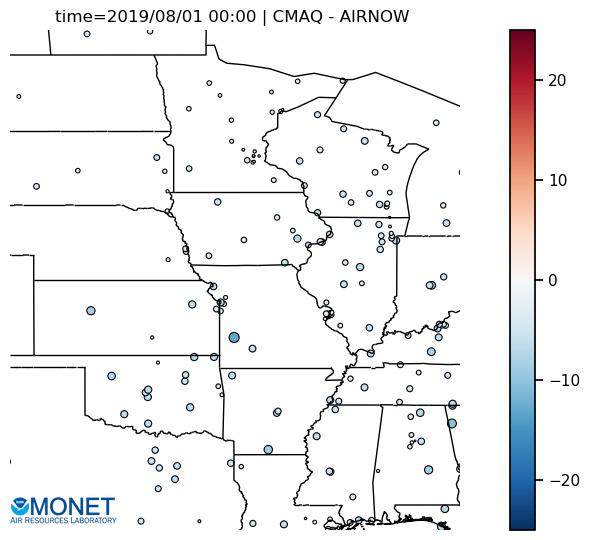 time=2019/08/01 00:00 | CMAQ - AIRNOW
20
10
0
−10
−20
MONET
AIR RESOURCES LABORATORY